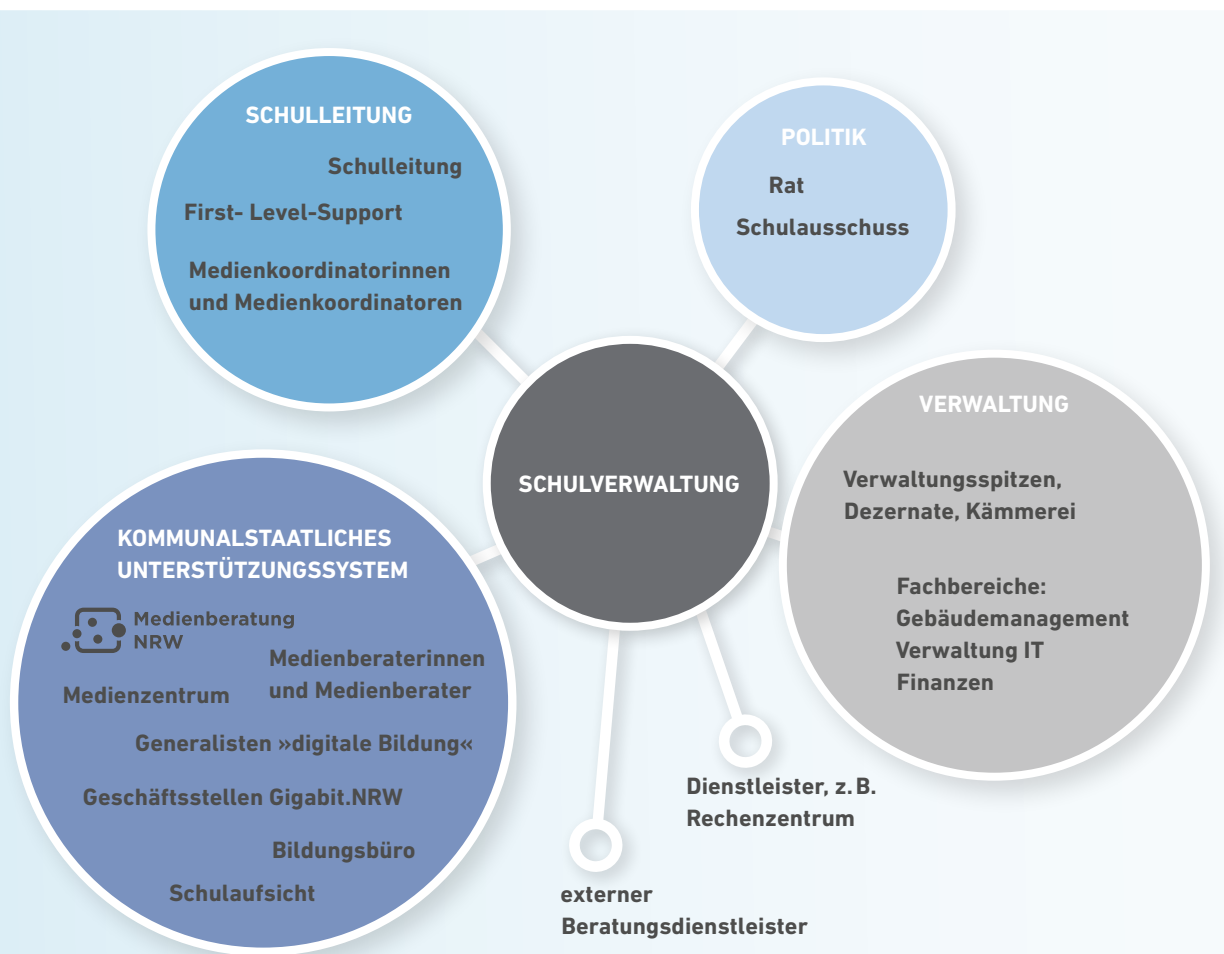 SCHULLEITUNG
Schulleitung
First- Level-Support
Medienkoordinatorinnen
und Medienkoordinatoren
POLITIK
Rat
Schulausschuss
SCHULVERWALTUNG
VERWALTUNG
Verwaltungsspitzen,
Dezernate, Kämmerei
Fachbereiche:
Gebäudemanagement
Verwaltung IT
Finanzen
KOMMUNALSTAATLICHES
UNTERSTÜTZUNGSSYSTEM
Medienberatung
NRW
Medienberaterinnen
und Medienberater
Medienzentrum
Generalisten »digitale Bildung«
Geschäftsstellen Gigabit.NRW
Bildungsbüro
Schulaufsicht
Dienstleister, z. B.
Rechenzentrum
externer
Beratungsdienstleister